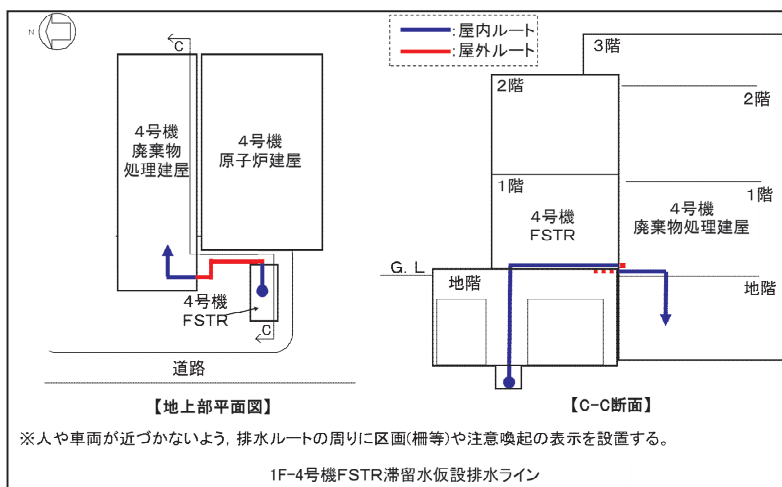 N
C
:屋内ルート
:屋外ルート
4号機
廃棄物
処理建屋
4号機
原子炉建屋
4号機
FSTR
C
道路
【地上部平面図】
3階
2階
2階
1階
1階
4号機
FSTR
4号機
廃棄物処理建屋
G.L
地階
地階
【C-C断面】
※人や車両が近づかないよう, 排水ルートの周りに区画(柵等)や注意喚起の表示を設置する。
1F-4号機FSTR滞留水仮設排水ライン